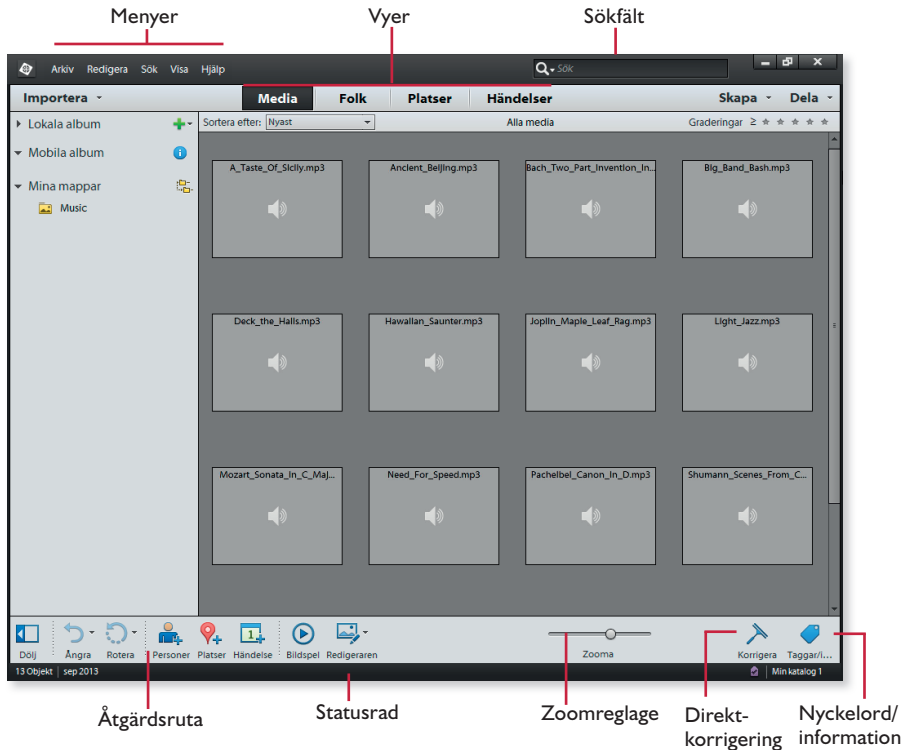 Menyer Vyer Sökfält
Arkiv Redigera Sök Visa Hjälp Sök
Importera Media Folk Platser Händelser Skapa Dela
Lokala album
Sortera efter: Nyast Alla media Graderingar ≥
Mobila album
Mina mappar
Music
A_Taste_Of_Sicily.mp3 Ancient_Beijing.mp3 Bach_Two_Part_Invention_In... Big_Band_Bash.mp3
Deck_the_Halls.mp3 Hawaiian_Saunter.mp3 Joplin_Maple_Leaf_Rag.mp3 Light_Jazz.mp3
Mozart_Sonata_In_C_Maj... Need_For_Speed.mp3 Pachelbel_Canon_In_D.mp3 Shumann_Scenes_From_C...
Dölj Ångra Rotera Personer Platser Händelse Bildspel Redigeraren Zooma Korrigera Taggar/i...
13 Objekt sep 2013 Min katalog 1
Åtgärdsruta Statusrad Zoomreglage Direkt-
korrigering
Nyckelord/
information